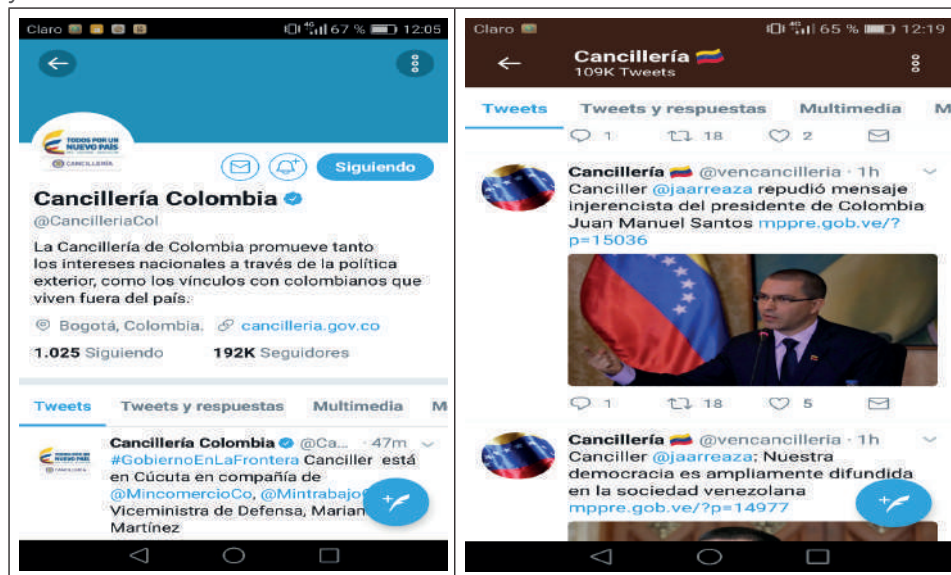 Claro 4G 67 % 12:05
TODOS POR UN
NUEVO PAÍS
CANCILLERÍA
Siguiendo
Cancillería Colombia
@CancilleriaCol
La Cancillería de Colombia promueve tanto
los intereses nacionales a través de la política
exterior, como los vínculos con colombianos que
viven fuera del país.
Bogotá, Colombia. cancilleria.gov.co
1.025 Siguiendo 192K Seguidores
Tweets Tweets y respuestas Multimedia M
Cancillería Colombia @Ca... · 47m
#GobiernoEnLaFrontera Canciller está
en Cúcuta en compañía de
@MincomercioCo, @Mintrabajo
Viceministra de Defensa, Marian
Martínez
Claro 4G 65 % 12:19
Cancillería
109K Tweets
Tweets Tweets y respuestas Multimedia M
1 18 2
Cancillería @vencancilleria · 1h
Canciller @jaarreaza repudió mensaje
injerencista del presidente de Colombia
Juan Manuel Santos mppre.gob.ve/?
p=15036
1 18 5
Cancillería @vencancilleria · 1h
Canciller @jaarreaza; Nuestra
democracia es ampliamente difundida
en la sociedad venezolana
mppre.gob.ve/?p=14977